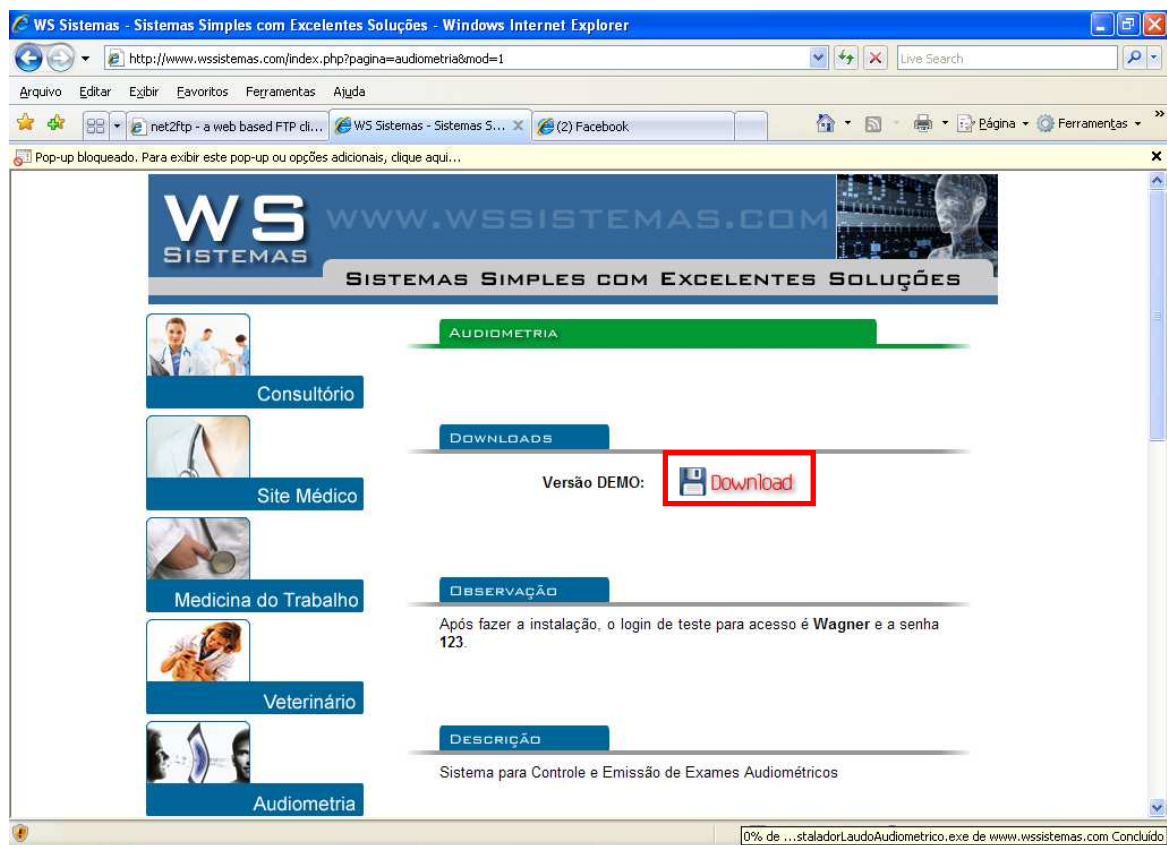 WS Sistemas - Sistemas Simples com Excelentes Soluções - Windows Internet Explorer
http://www.wssistemas.com/index.php?pagina=audiometria&mod=1
Live Search
Arquivo Editar Exibir Favoritos Ferramentas Ajuda
net2ftp - a web based FTP cli... WS Sistemas - Sistemas S... (2) Facebook Página Ferramentas
Pop-up bloqueado. Para exibir este pop-up ou opções adicionais, clique aqui...
WS
SISTEMAS
WWW.WSSISTEMAS.COM
SISTEMAS SIMPLES COM EXCELENTES SOLUÇÕES
AUDIOMETRIA
Consultório
DOWNLOADS
Versão DEMO: Download
Site Médico
Medicina do Trabalho
OBSERVAÇÃO
Após fazer a instalação, o login de teste para acesso é Wagner e a senha
123.
Veterinário
DESCRIÇÃO
Sistema para Controle e Emissão de Exames Audiométricos
Audiometria
0% de ...staladorLaudoAudiometrico.exe de www.wssistemas.com Concluído